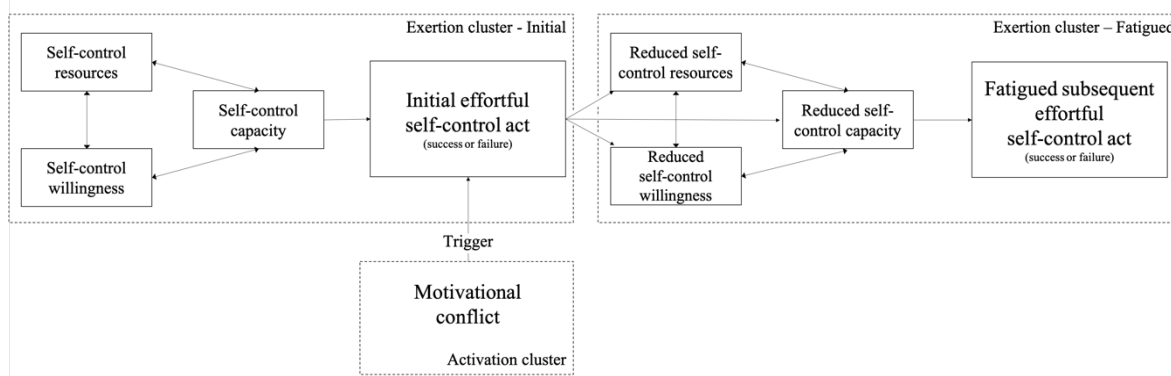 Exertion cluster - Initial
Self-control
resources
Self-control
capacity
Self-control
willingness
Initial effortful
self-control act
(success or failure)
Trigger
Motivational
conflict
Activation cluster
Exertion cluster – Fatigued
Reduced self-
control resources
Reduced self-
control capacity
Reduced
self-control
willingness
Fatigued subsequent
effortful
self-control act
(success or failure)